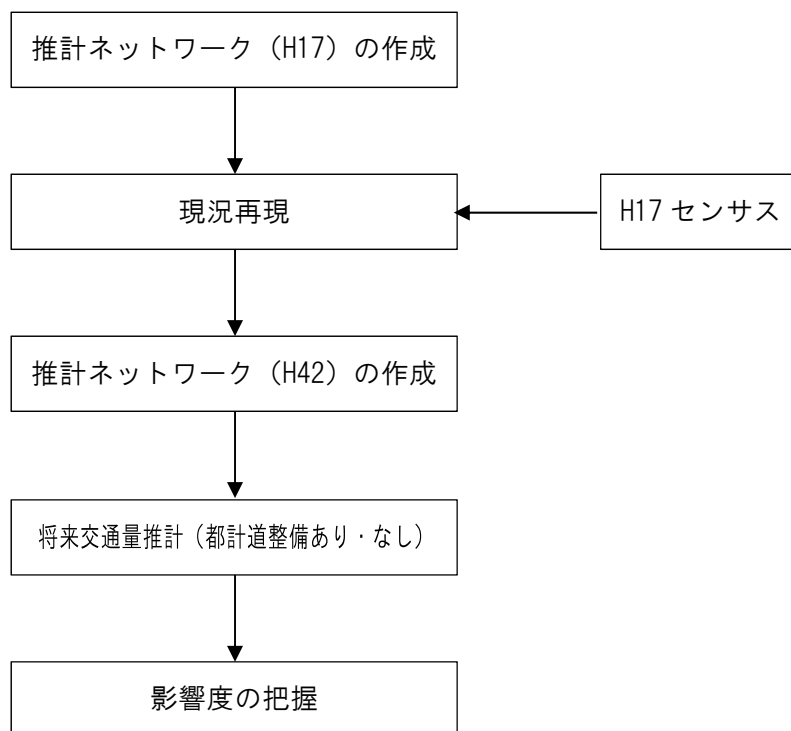 推計ネットワーク（H17）の作成
現況再現
H17 センサス
推計ネットワーク（H42）の作成
将来交通量推計（都計道整備あり・なし）
影響度の把握